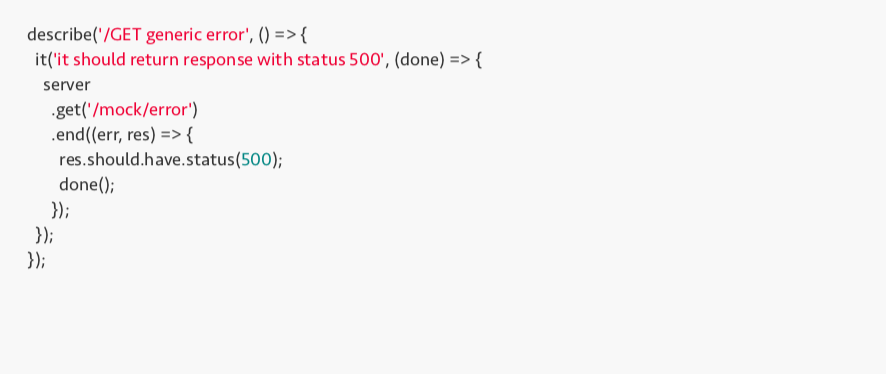 describe('/GET generic error', () => {
it('it should return response with status 500', (done) => {
server
.get('/mock/error')
.end((err, res) => {
res.should.have.status(500);
done();
});
});
});